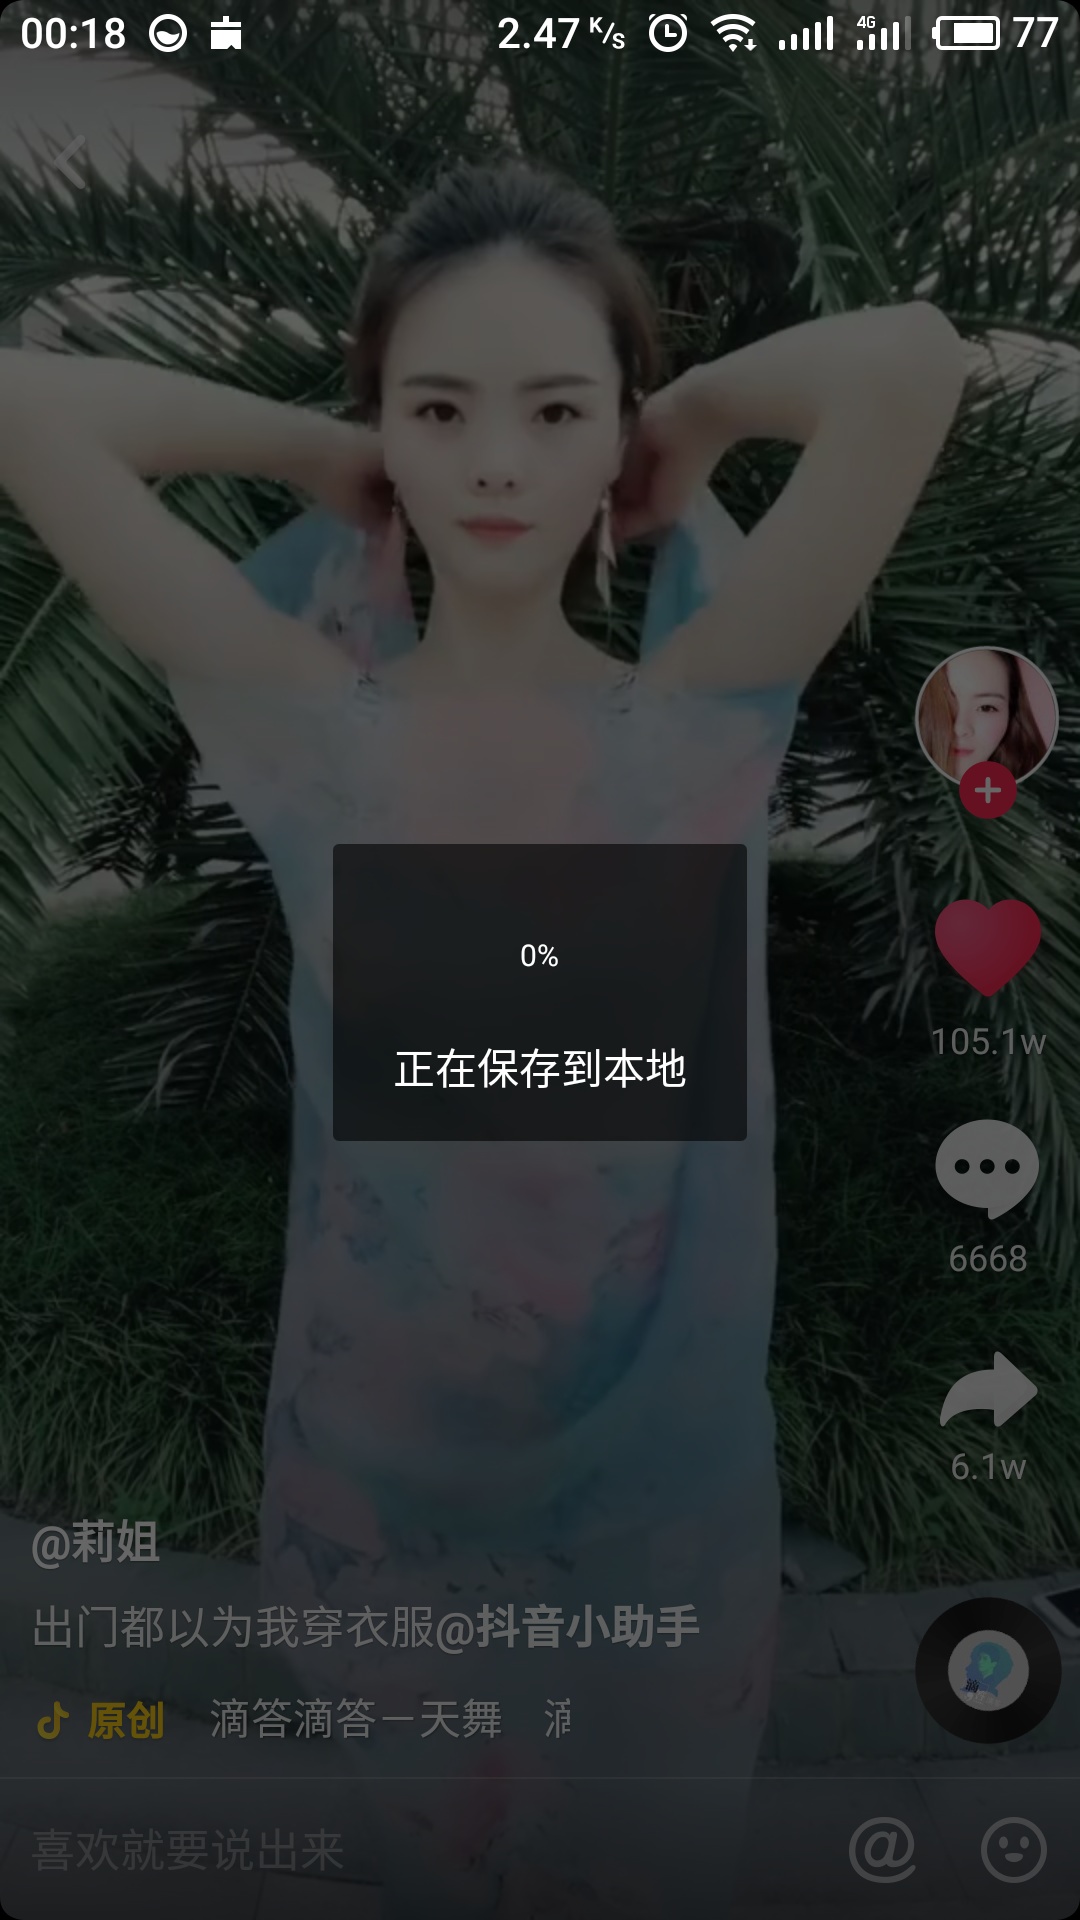 00:18 2.47 K/s 4G 77
0%
正在保存到本地
105.1w
6668
6.1w
@莉姐
出门都以为我穿衣服@抖音小助手
原创 滴答滴答－天舞
喜欢就要说出来 @